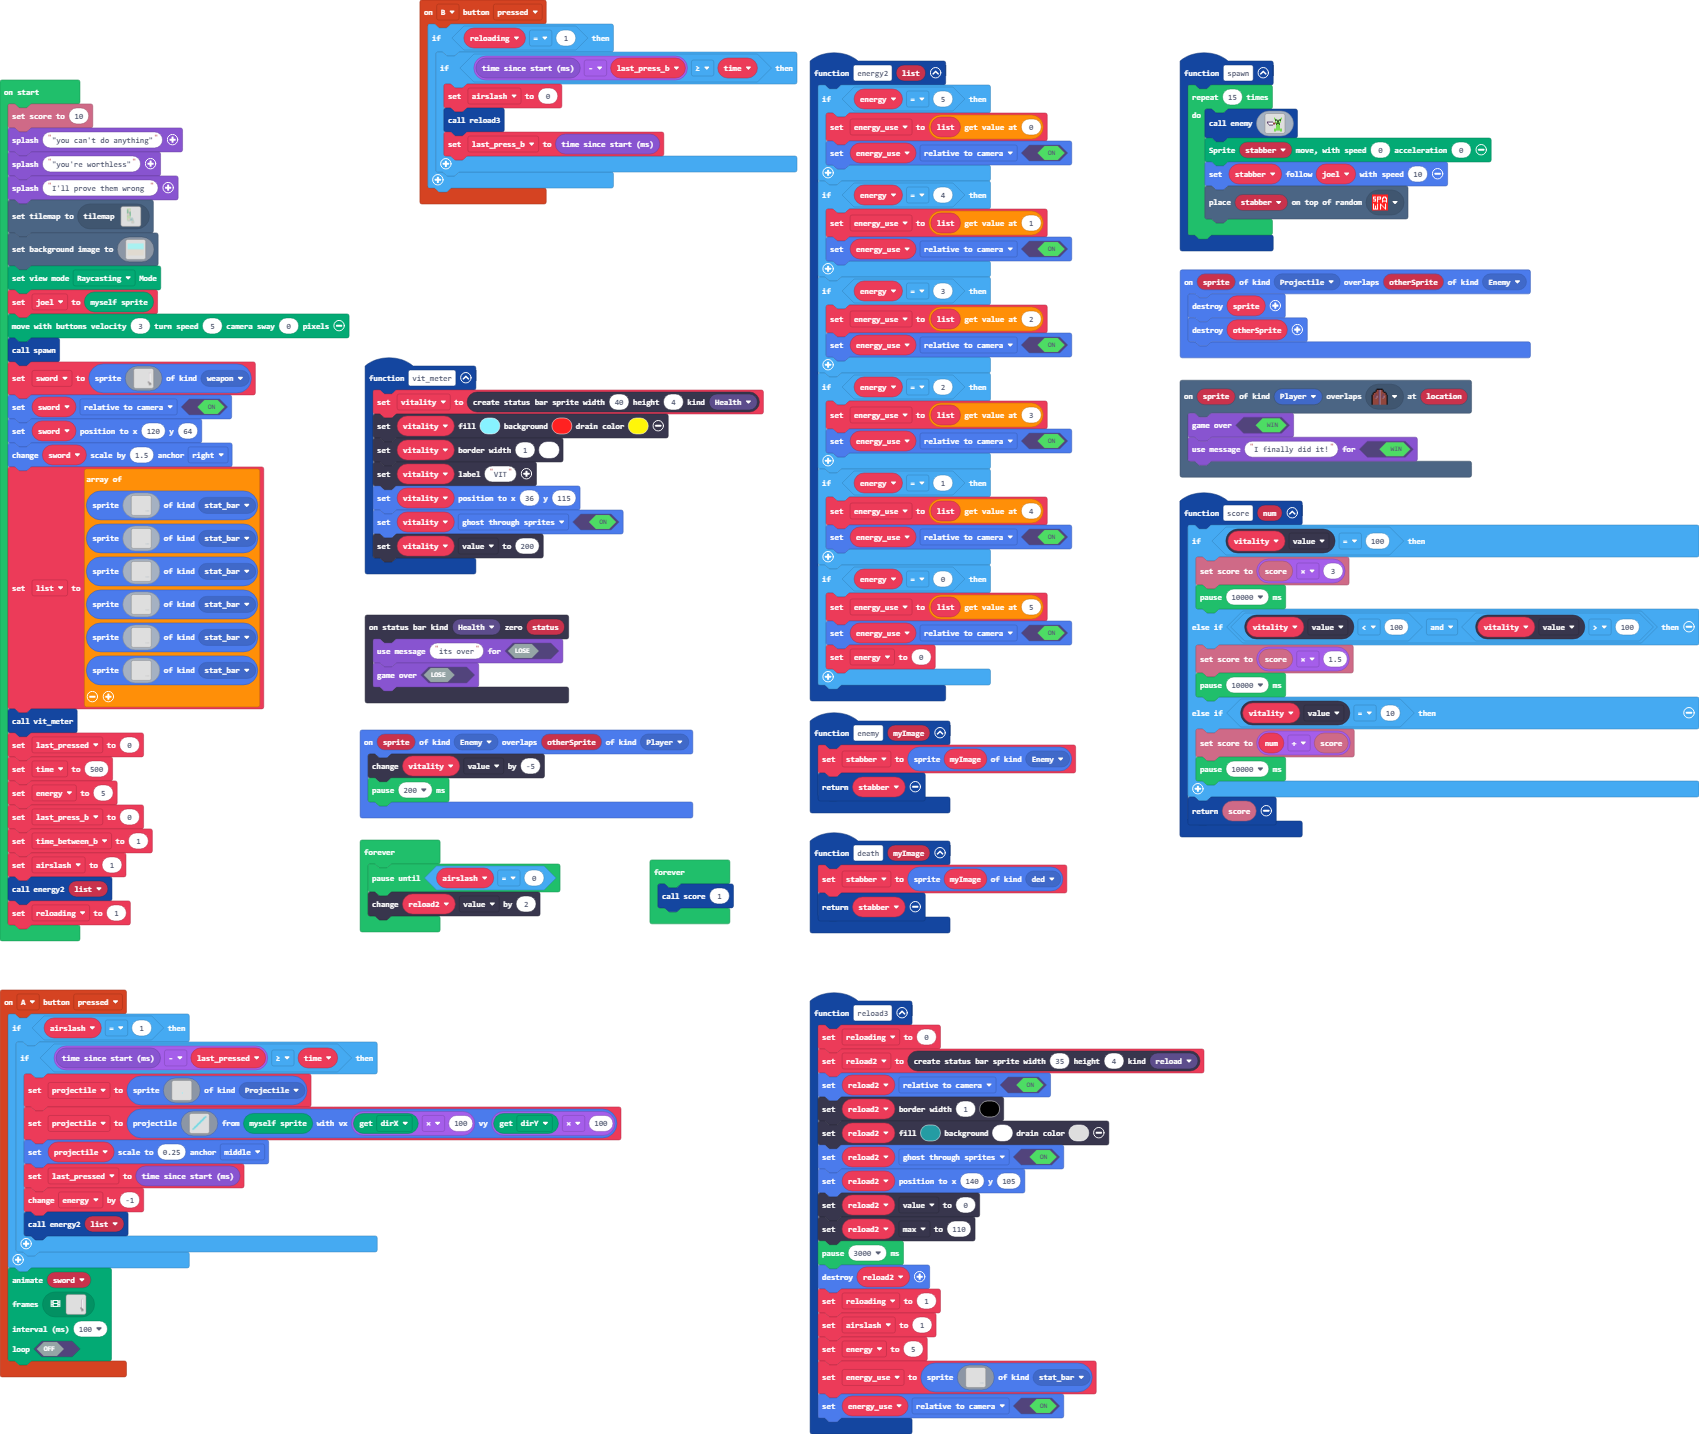 on start
set score to 10
splash "you can't do anything"
splash "you're worthless"
splash "I'll prove them wrong "
set tilemap to tilemap
set background image to
set view mode Raycasting Mode
set joel to myself sprite
move with buttons velocity 3 turn speed 5 camera sway 0 pixels
call spawn
set sword to sprite of kind weapon
set sword relative to camera ON
set sword position to x 120 y 64
change sword scale by 1.5 anchor right
set list to array of
sprite of kind stat_bar
sprite of kind stat_bar
sprite of kind stat_bar
sprite of kind stat_bar
sprite of kind stat_bar
sprite of kind stat_bar
call vit_meter
set last_pressed to 0
set time to 500
set energy to 5
set last_press_b to 0
set time_between_b to 1
set airslash to 1
call energy2 list
set reloading to 1
on A button pressed
if airslash = 1 then
if time since start (ms) - last_pressed ≥ time then
set projectile to sprite of kind Projectile
set projectile to projectile from myself sprite with vx get dirX × 100 vy get dirY × 100
set projectile scale to 0.25 anchor middle
set last_pressed to time since start (ms)
change energy by -1
call energy2 list
animate sword
frames
interval (ms) 100
loop OFF
on B button pressed
if reloading = 1 then
if time since start (ms) - last_press_b ≥ time then
set airslash to 0
call reload3
set last_press_b to time since start (ms)
function vit_meter
set vitality to create status bar sprite width 40 height 4 kind Health
set vitality fill background drain color
set vitality border width 1
set vitality label "VIT"
set vitality position to x 36 y 115
set vitality ghost through sprites ON
set vitality value to 200
on status bar kind Health zero status
use message "its over" for LOSE
game over LOSE
on sprite of kind Enemy overlaps otherSprite of kind Player
change vitality value by -5
pause 200 ms
forever
pause until airslash = 0
change reload2 value by 2
forever
call score 1
function energy2 list
if energy = 5 then
set energy_use to list get value at 0
set energy_use relative to camera ON
if energy = 4 then
set energy_use to list get value at 1
set energy_use relative to camera ON
if energy = 3 then
set energy_use to list get value at 2
set energy_use relative to camera ON
if energy = 2 then
set energy_use to list get value at 3
set energy_use relative to camera ON
if energy = 1 then
set energy_use to list get value at 4
set energy_use relative to camera ON
if energy = 0 then
set energy_use to list get value at 5
set energy_use relative to camera ON
set energy to 0
function enemy myImage
set stabber to sprite myImage of kind Enemy
return stabber
function death myImage
set stabber to sprite myImage of kind ded
return stabber
function reload3
set reloading to 0
set reload2 to create status bar sprite width 35 height 4 kind reload
set reload2 relative to camera ON
set reload2 border width 1
set reload2 fill background drain color
set reload2 ghost through sprites ON
set reload2 position to x 140 y 105
set reload2 value to 0
set reload2 max to 110
pause 3000 ms
destroy reload2
set reloading to 1
set airslash to 1
set energy to 5
set energy_use to sprite of kind stat_bar
set energy_use relative to camera ON
function spawn
repeat 15 times
do call enemy
Sprite stabber move, with speed 0 acceleration 0
set stabber follow joel with speed 10
place stabber on top of random SPAWN
on sprite of kind Projectile overlaps otherSprite of kind Enemy
destroy sprite
destroy otherSprite
on sprite of kind Player overlaps at location
game over WIN
use message "I finally did it!" for WIN
function score num
if vitality value = 100 then
set score to score × 3
pause 10000 ms
else if vitality value < 100 and vitality value > 100 then
set score to score × 1.5
pause 10000 ms
else if vitality value = 10 then
set score to num + score
pause 10000 ms
return score